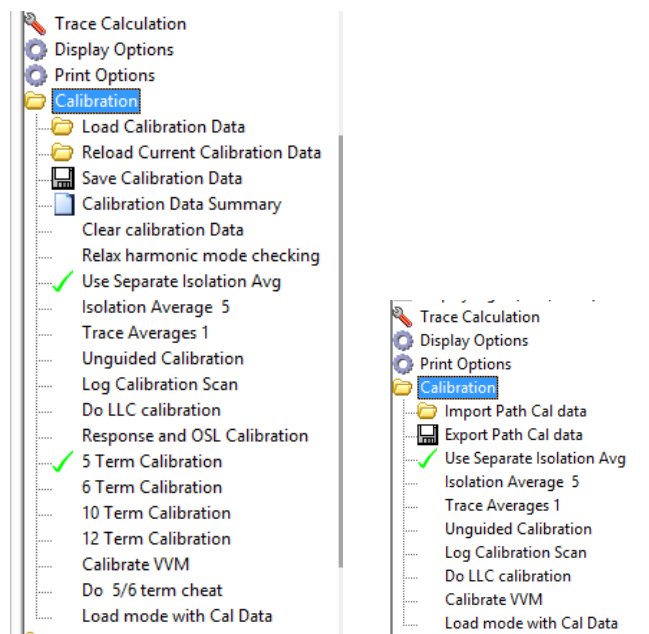 Trace Calculation
Display Options
Print Options
Calibration
Load Calibration Data
Reload Current Calibration Data
Save Calibration Data
Calibration Data Summary
Clear calibration Data
Relax harmonic mode checking
Use Separate Isolation Avg
Isolation Average 5
Trace Averages 1
Unguided Calibration
Log Calibration Scan
Do LLC calibration
Response and OSL Calibration
5 Term Calibration
6 Term Calibration
10 Term Calibration
12 Term Calibration
Calibrate VVM
Do 5/6 term cheat
Load mode with Cal Data
Trace Calculation
Display Options
Print Options
Calibration
Import Path Cal data
Export Path Cal data
Use Separate Isolation Avg
Isolation Average 5
Trace Averages 1
Unguided Calibration
Log Calibration Scan
Do LLC calibration
Calibrate VVM
Load mode with Cal Data